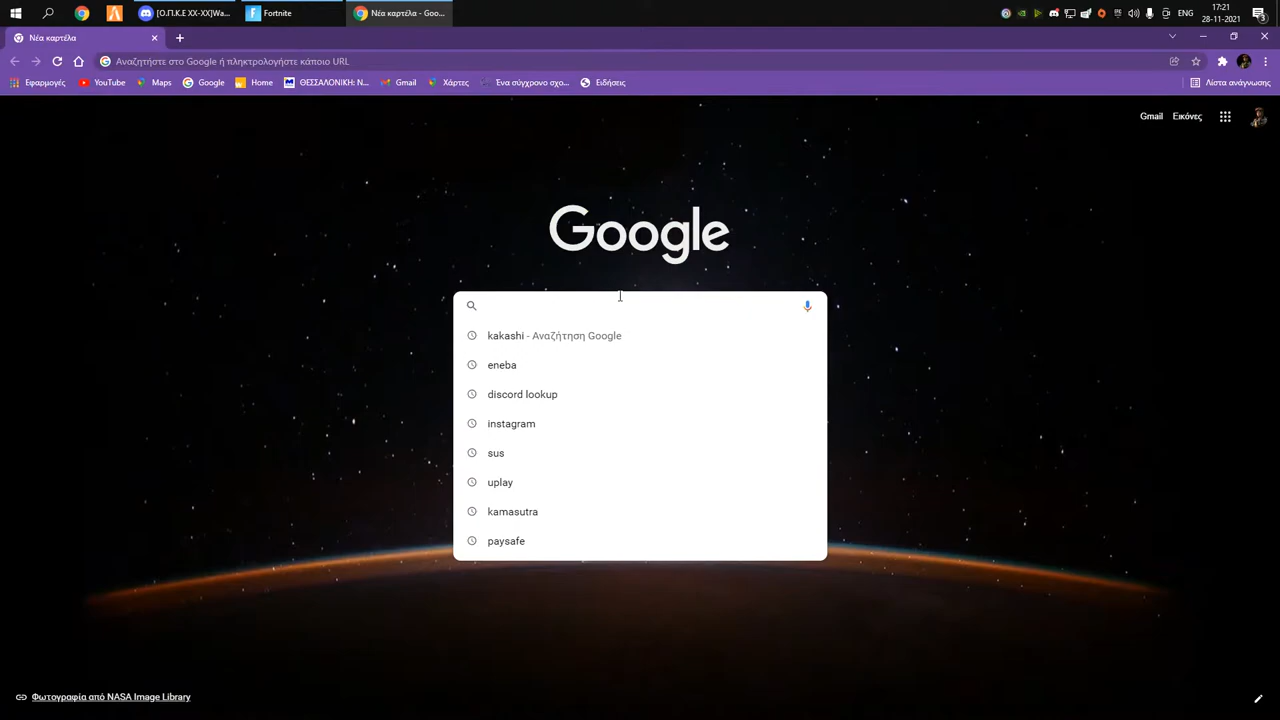 [Ο.Π.Κ.Ε XX-XX]Wa...
Fortnite
Νέα καρτέλα - Goo...
ENG
17:21
28-11-2021
3
Νέα καρτέλα
Αναζητήστε στο Google ή πληκτρολογήστε κάποιο URL
Εφαρμογές
YouTube
Maps
Google
Home
ΘΕΣΣΑΛΟΝΙΚΗ: Ν...
Gmail
Χάρτες
Ένα σύγχρονο σχο...
Ειδήσεις
Λίστα ανάγνωσης
Gmail
Εικόνες
Google
kakashi - Αναζήτηση Google
eneba
discord lookup
instagram
sus
uplay
kamasutra
paysafe
Φωτογραφία από NASA Image Library